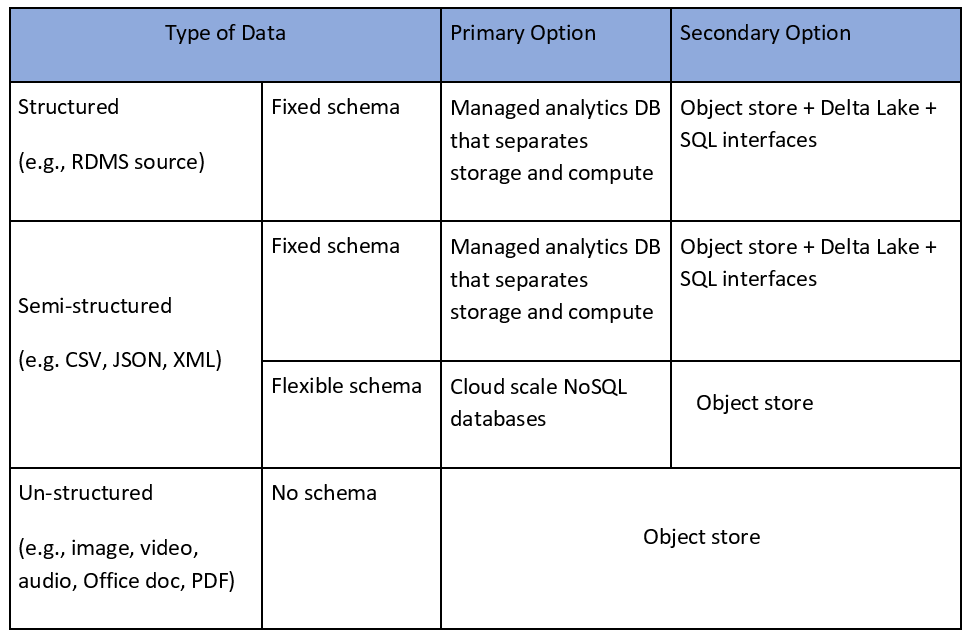 Type of Data
Primary Option
Secondary Option
Structured
(e.g., RDMS source)
Fixed schema
Managed analytics DB
that separates
storage and compute
Object store + Delta Lake +
SQL interfaces
Semi-structured
(e.g. CSV, JSON, XML)
Fixed schema
Managed analytics DB
that separates
storage and compute
Object store + Delta Lake +
SQL interfaces
Flexible schema
Cloud scale NoSQL
databases
Object store
Un-structured
(e.g., image, video,
audio, Office doc, PDF)
No schema
Object store